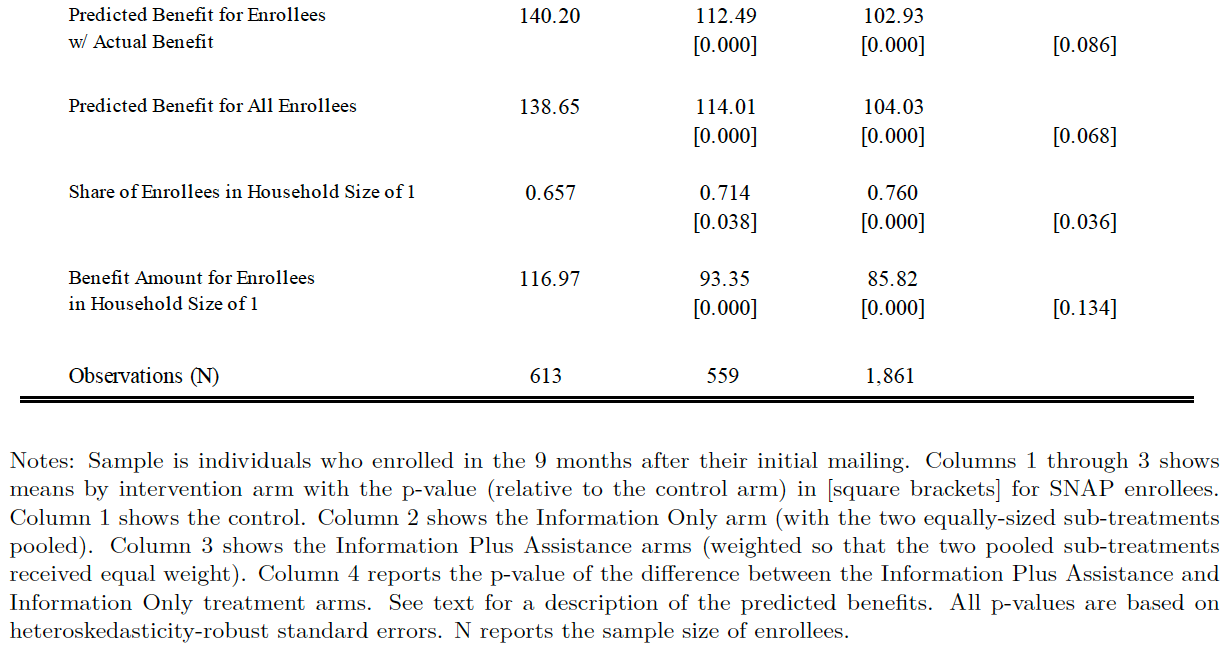 Predicted Benefit for Enrollees 140.20 112.49 102.93
w/ Actual Benefit [0.000] [0.000] [0.086]
Predicted Benefit for All Enrollees 138.65 114.01 104.03
[0.000] [0.000] [0.068]
Share of Enrollees in Household Size of 1 0.657 0.714 0.760
[0.038] [0.000] [0.036]
Benefit Amount for Enrollees 116.97 93.35 85.82
in Household Size of 1 [0.000] [0.000] [0.134]
Observations (N) 613 559 1,861
Notes: Sample is individuals who enrolled in the 9 months after their initial mailing. Columns 1 through 3 shows
means by intervention arm with the p-value (relative to the control arm) in [square brackets] for SNAP enrollees.
Column 1 shows the control. Column 2 shows the Information Only arm (with the two equally-sized sub-treatments
pooled). Column 3 shows the Information Plus Assistance arms (weighted so that the two pooled sub-treatments
received equal weight). Column 4 reports the p-value of the difference between the Information Plus Assistance and
Information Only treatment arms. See text for a description of the predicted benefits. All p-values are based on
heteroskedasticity-robust standard errors. N reports the sample size of enrollees.